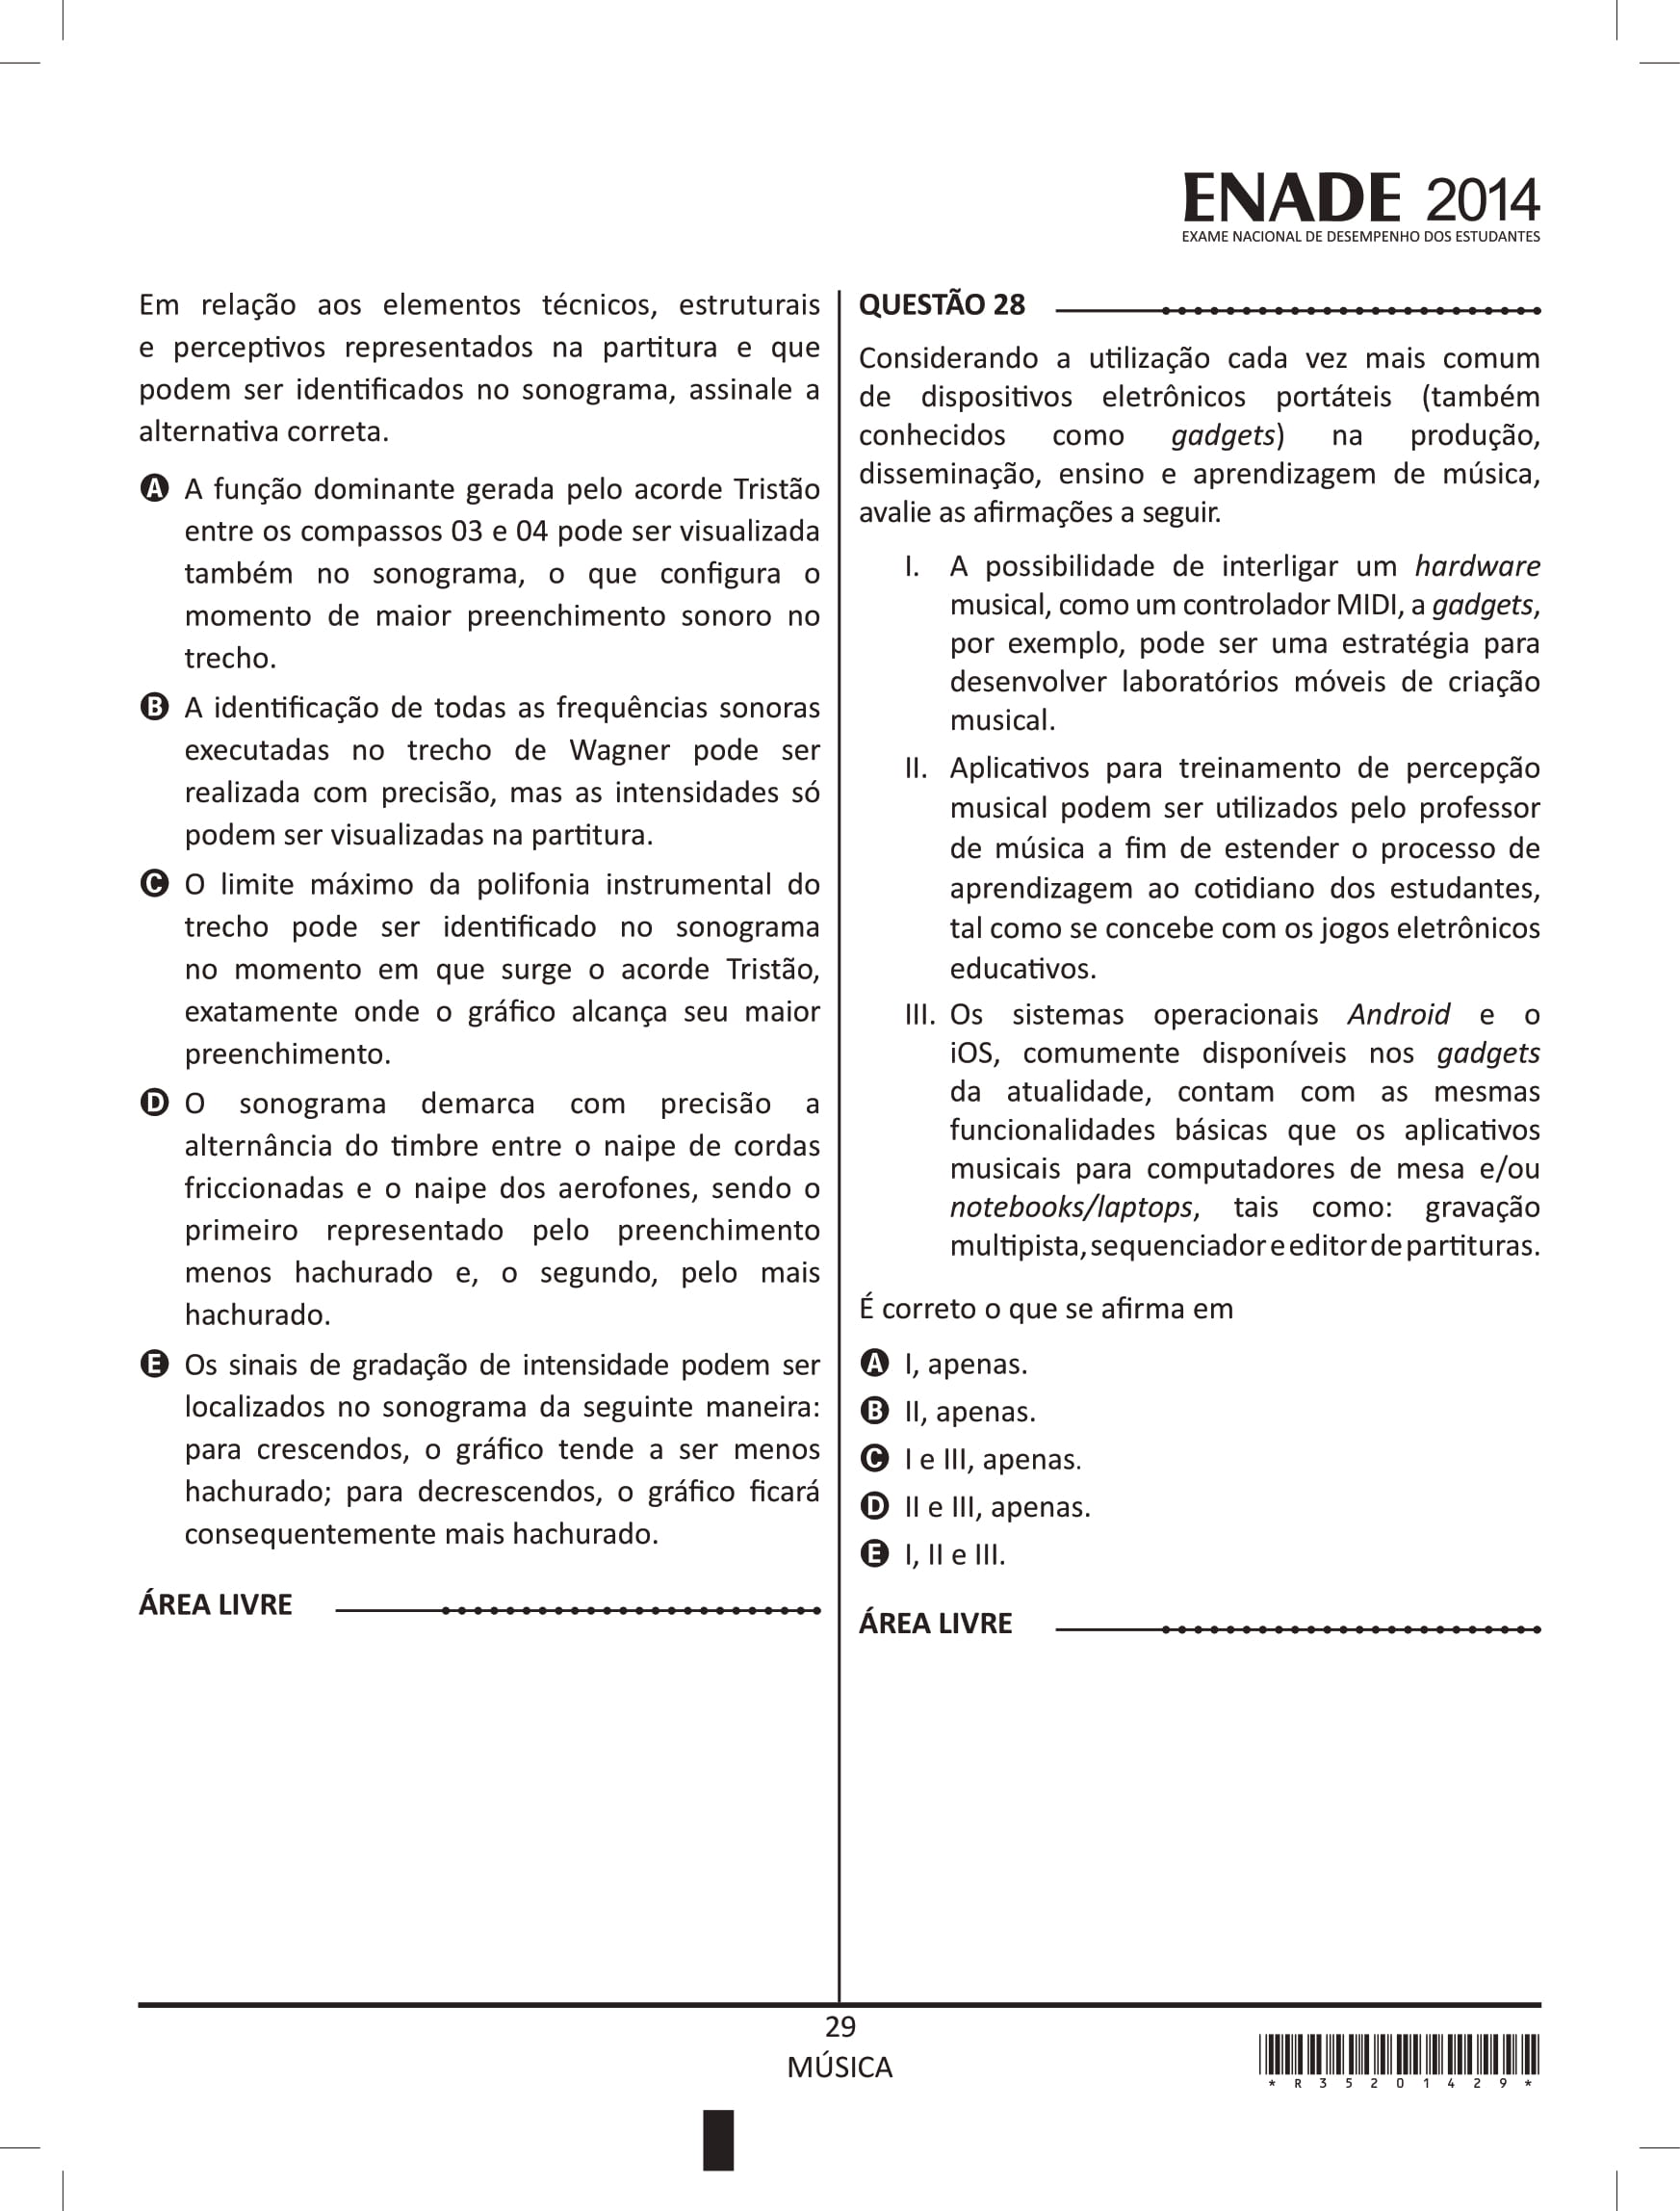 ENADE 2014
EXAME NACIONAL DE DESEMPENHO DOS ESTUDANTES
Em relação aos elementos técnicos, estruturais
e perceptivos representados na partitura e que
podem ser identificados no sonograma, assinale a
alternativa correta.
A A função dominante gerada pelo acorde Tristão
entre os compassos 03 e 04 pode ser visualizada
também no sonograma, o que configura o
momento de maior preenchimento sonoro no
trecho.
B A identificação de todas as frequências sonoras
executadas no trecho de Wagner pode ser
realizada com precisão, mas as intensidades só
podem ser visualizadas na partitura.
C O limite máximo da polifonia instrumental do
trecho pode ser identificado no sonograma
no momento em que surge o acorde Tristão,
exatamente onde o gráfico alcança seu maior
preenchimento.
D O sonograma demarca com precisão a
alternância do timbre entre o naipe de cordas
friccionadas e o naipe dos aerofones, sendo o
primeiro representado pelo preenchimento
menos hachurado e, o segundo, pelo mais
hachurado.
E Os sinais de gradação de intensidade podem ser
localizados no sonograma da seguinte maneira:
para crescendos, o gráfico tende a ser menos
hachurado; para decrescendos, o gráfico ficará
consequentemente mais hachurado.
ÁREA LIVRE
QUESTÃO 28
Considerando a utilização cada vez mais comum
de dispositivos eletrônicos portáteis (também
conhecidos como gadgets) na produção,
disseminação, ensino e aprendizagem de música,
avalie as afirmações a seguir.
I. A possibilidade de interligar um hardware
musical, como um controlador MIDI, a gadgets,
por exemplo, pode ser uma estratégia para
desenvolver laboratórios móveis de criação
musical.
II. Aplicativos para treinamento de percepção
musical podem ser utilizados pelo professor
de música a fim de estender o processo de
aprendizagem ao cotidiano dos estudantes,
tal como se concebe com os jogos eletrônicos
educativos.
III. Os sistemas operacionais Android e o
iOS, comumente disponíveis nos gadgets
da atualidade, contam com as mesmas
funcionalidades básicas que os aplicativos
musicais para computadores de mesa e/ou
notebooks/laptops, tais como: gravação
multipista, sequenciador e editor de partituras.
É correto o que se afirma em
A I, apenas.
B II, apenas.
C I e III, apenas.
D II e III, apenas.
E I, II e III.
ÁREA LIVRE
29
MÚSICA
* R 3 5 2 0 1 4 2 9 *